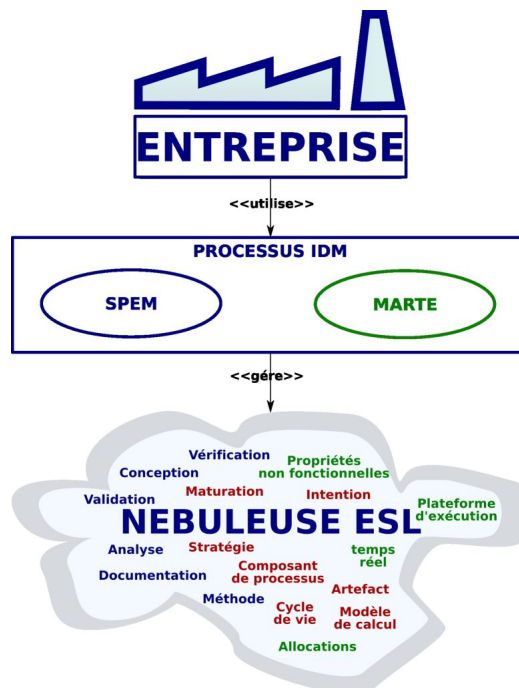 ENTREPRISE
<<utilise>>
PROCESSUS IDM
SPEM
MARTE
<<gére>>
Vérification
Propriétés
non fonctionnelles
Conception
Maturation
Intention
Validation
Plateforme
d'exécution
NEBULEUSE ESL
Analyse
Stratégie
temps
réel
Composant
de processus
Documentation
Artefact
Méthode
Cycle
de vie
Modèle
de calcul
Allocations